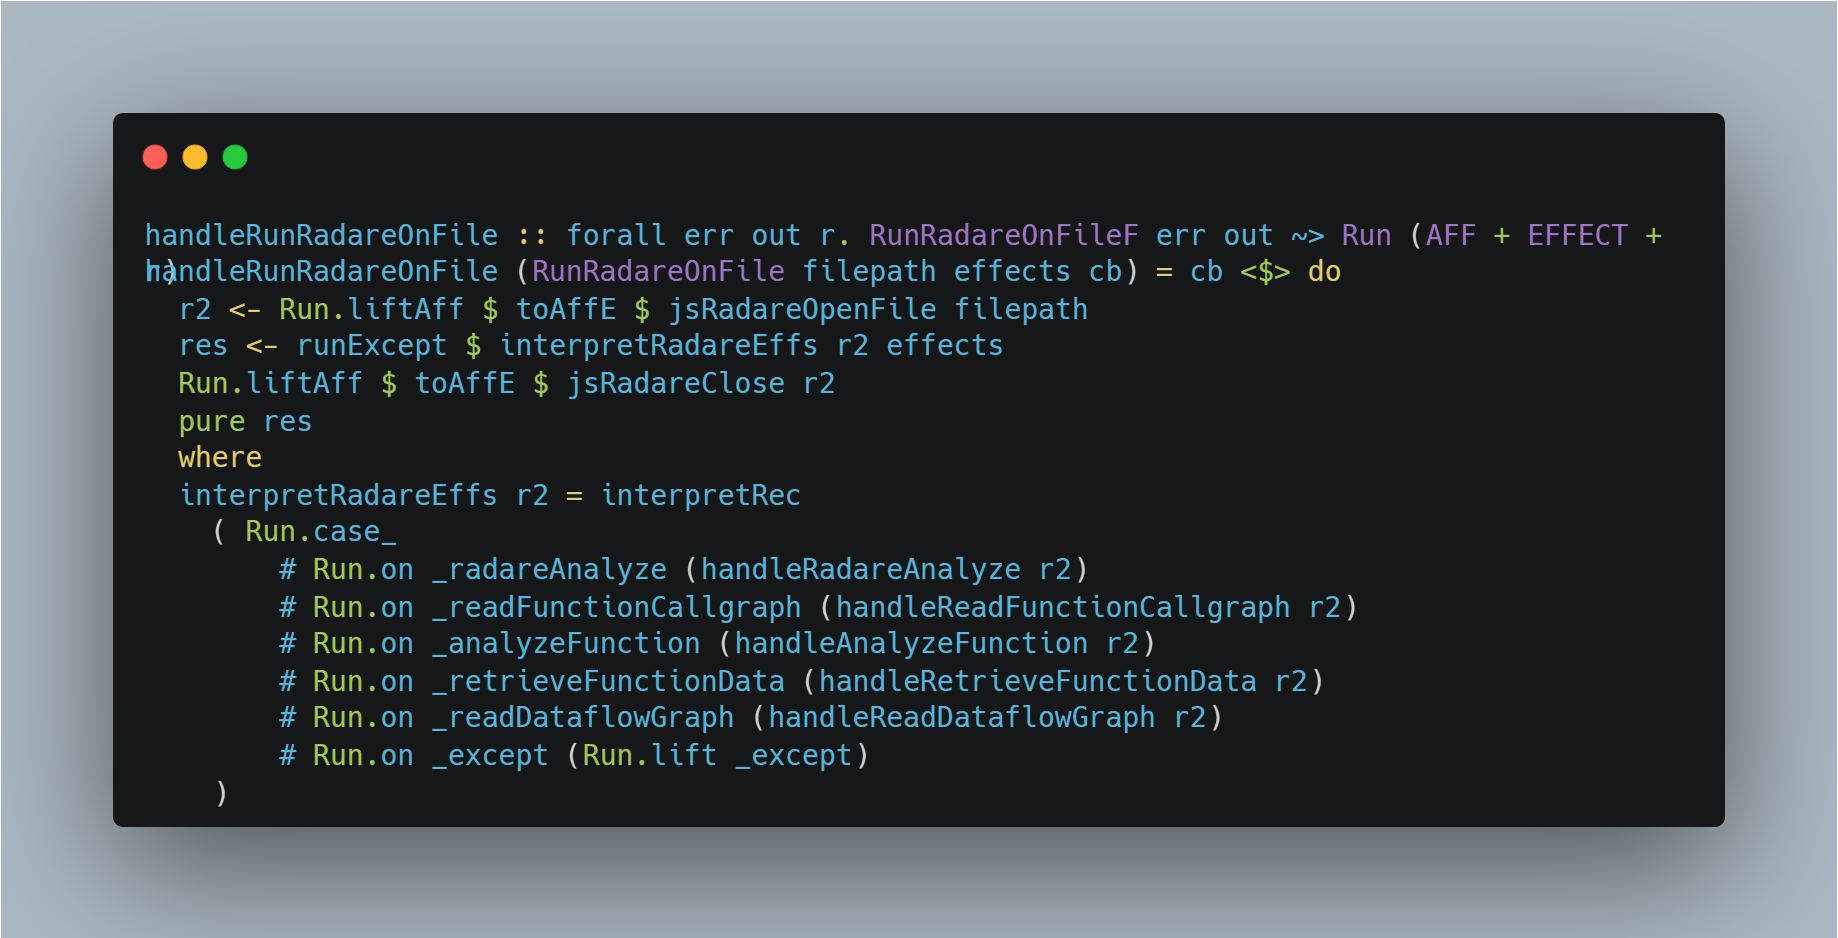 handleRunRadareOnFile :: forall err out r. RunRadareOnFileF err out ~> Run (AFF + EFFECT +
r)
handleRunRadareOnFile (RunRadareOnFile filepath effects cb) = cb <$> do
  r2 <- Run.liftAff $ toAffE $ jsRadareOpenFile filepath
  res <- runExcept $ interpretRadareEffs r2 effects
  Run.liftAff $ toAffE $ jsRadareClose r2
  pure res
  where
  interpretRadareEffs r2 = interpretRec
    ( Run.case_
        # Run.on _radareAnalyze (handleRadareAnalyze r2)
        # Run.on _readFunctionCallgraph (handleReadFunctionCallgraph r2)
        # Run.on _analyzeFunction (handleAnalyzeFunction r2)
        # Run.on _retrieveFunctionData (handleRetrieveFunctionData r2)
        # Run.on _readDataflowGraph (handleReadDataflowGraph r2)
        # Run.on _except (Run.lift _except)
    )